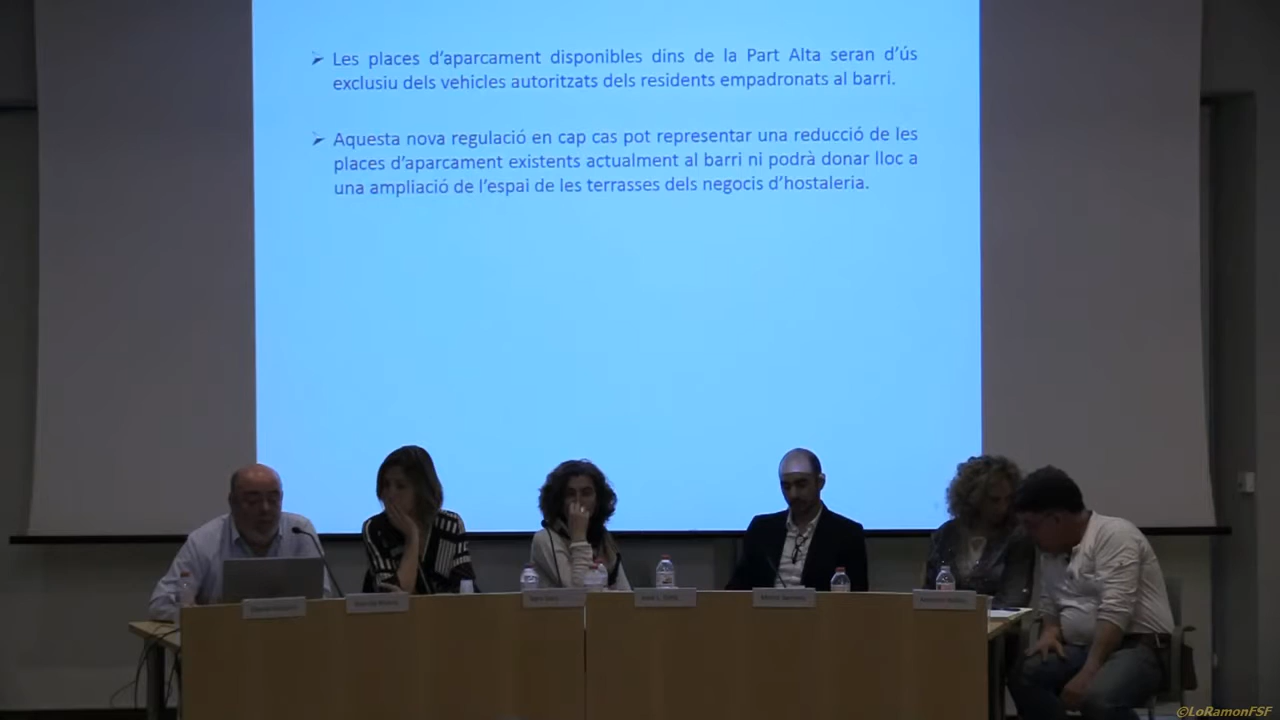 ➢ Les places d'aparcament disponibles dins de la Part Alta seran d'ús
exclusiu dels vehicles autoritzats dels residents empadronats al barri.
➢ Aquesta nova regulació en cap cas pot representar una reducció de les
places d'aparcament existents actualment al barri ni podrà donar lloc a
una ampliació de l'espai de les terrasses dels negocis d'hostaleria.
©LoRamonFSF